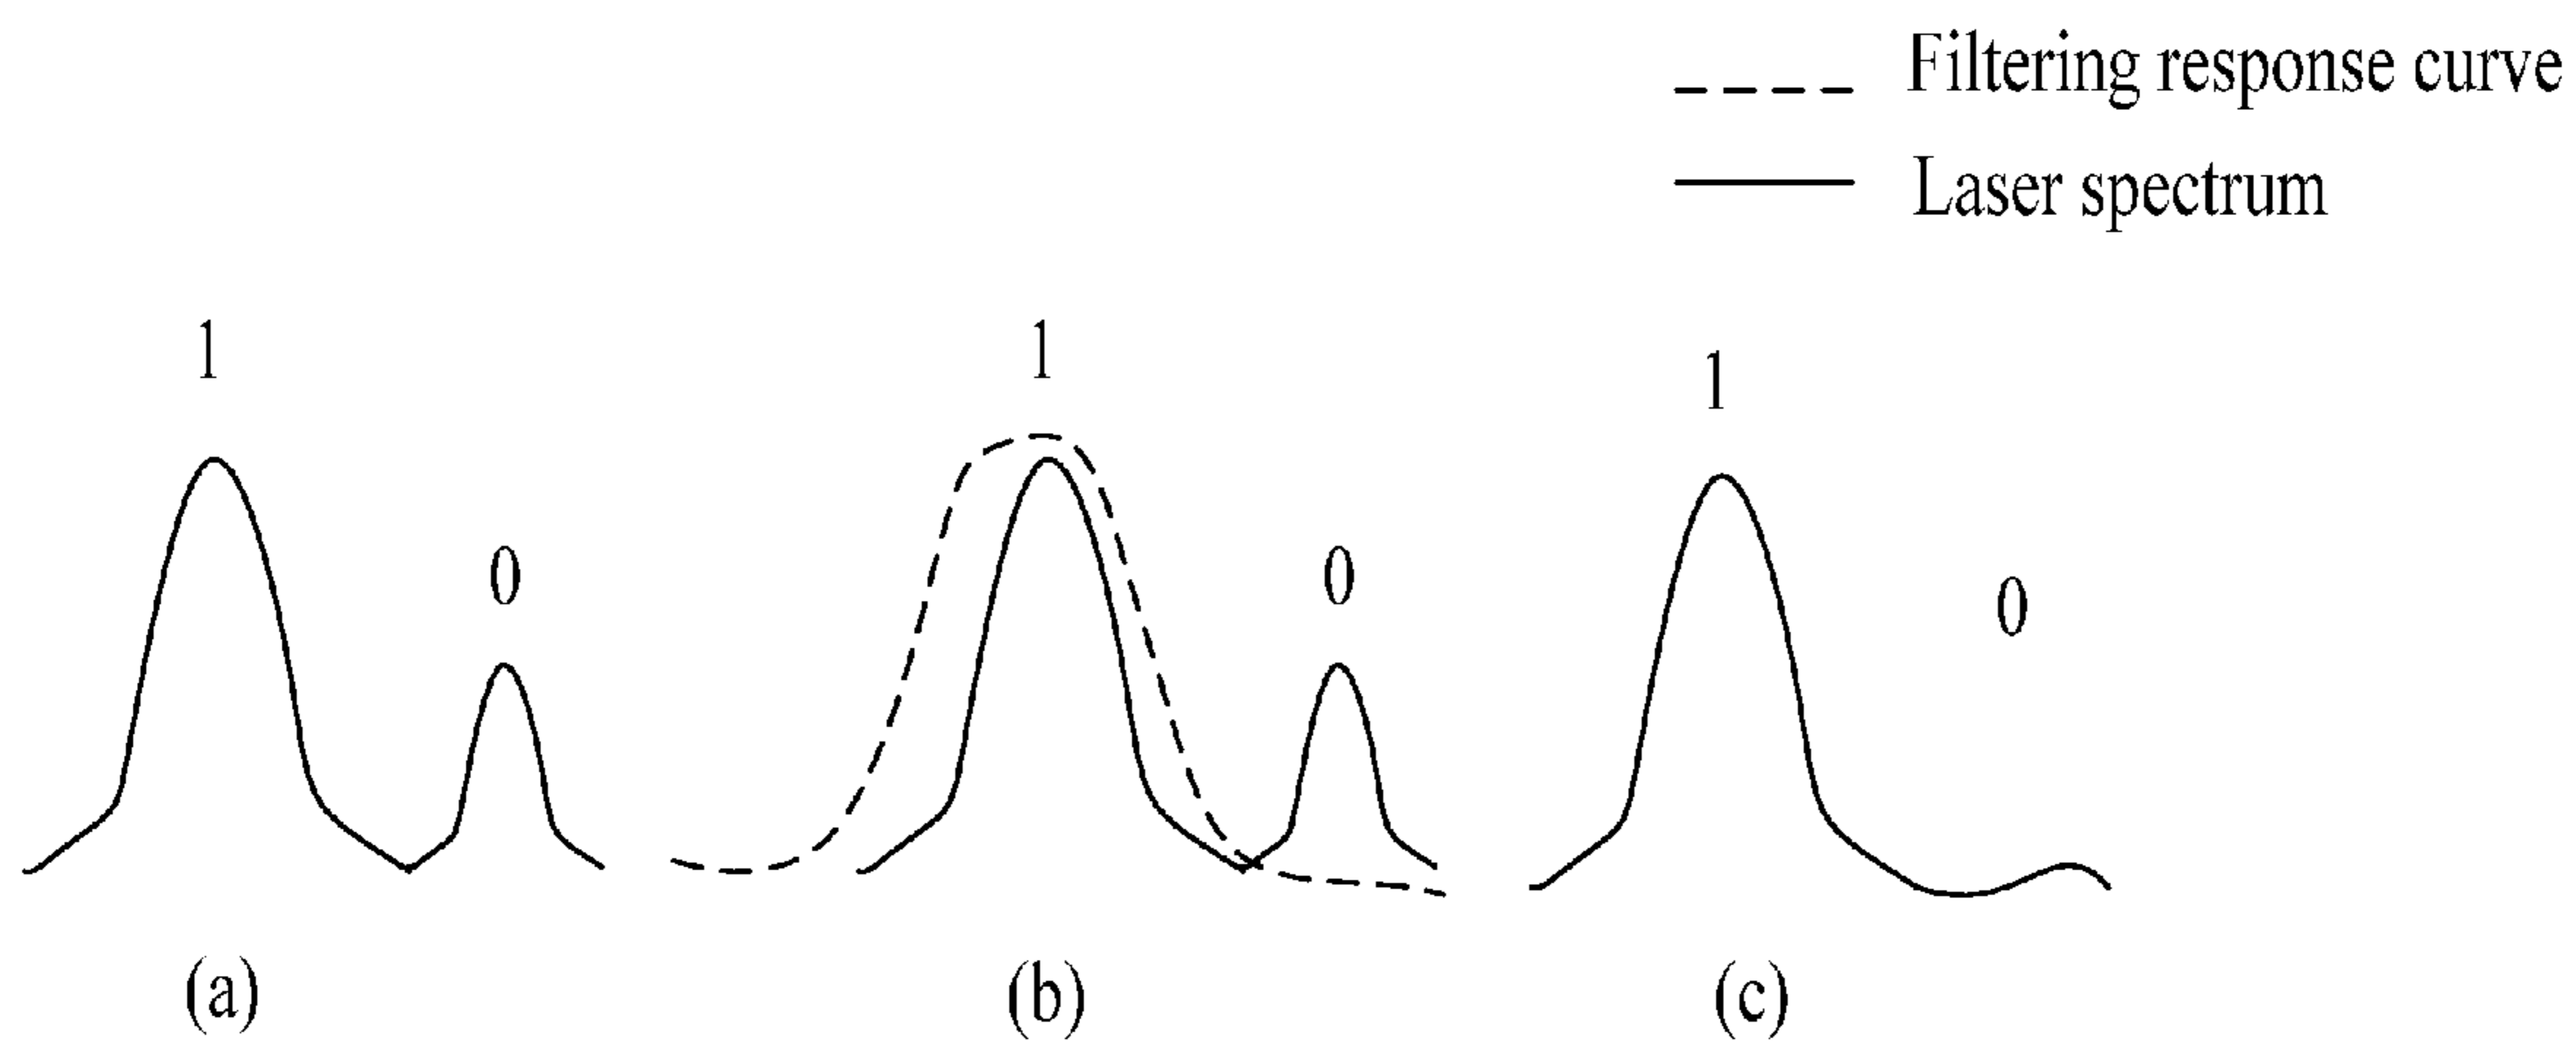 Filtering response curve
Laser spectrum
1
0
1
0
1
0
(a)
(b)
(c)